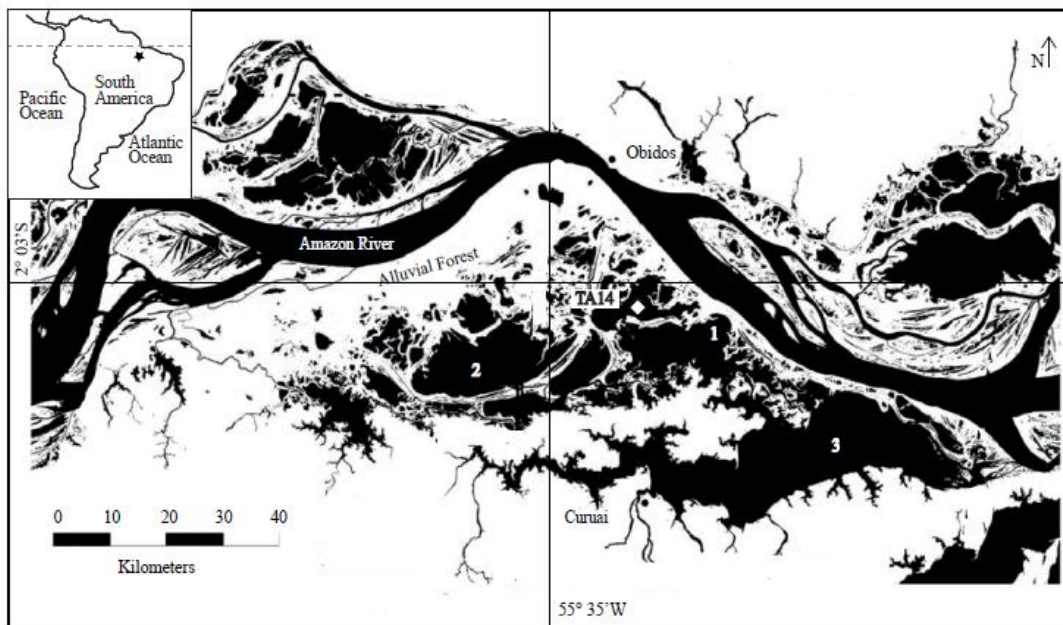 South
America
Pacific
Ocean
Atlantic
Ocean
N
Obidos
2° 03'S
Amazon River
Alluvial Forest
TA14
1
2
3
0 10 20 30 40
Kilometers
Curuai
55° 35'W